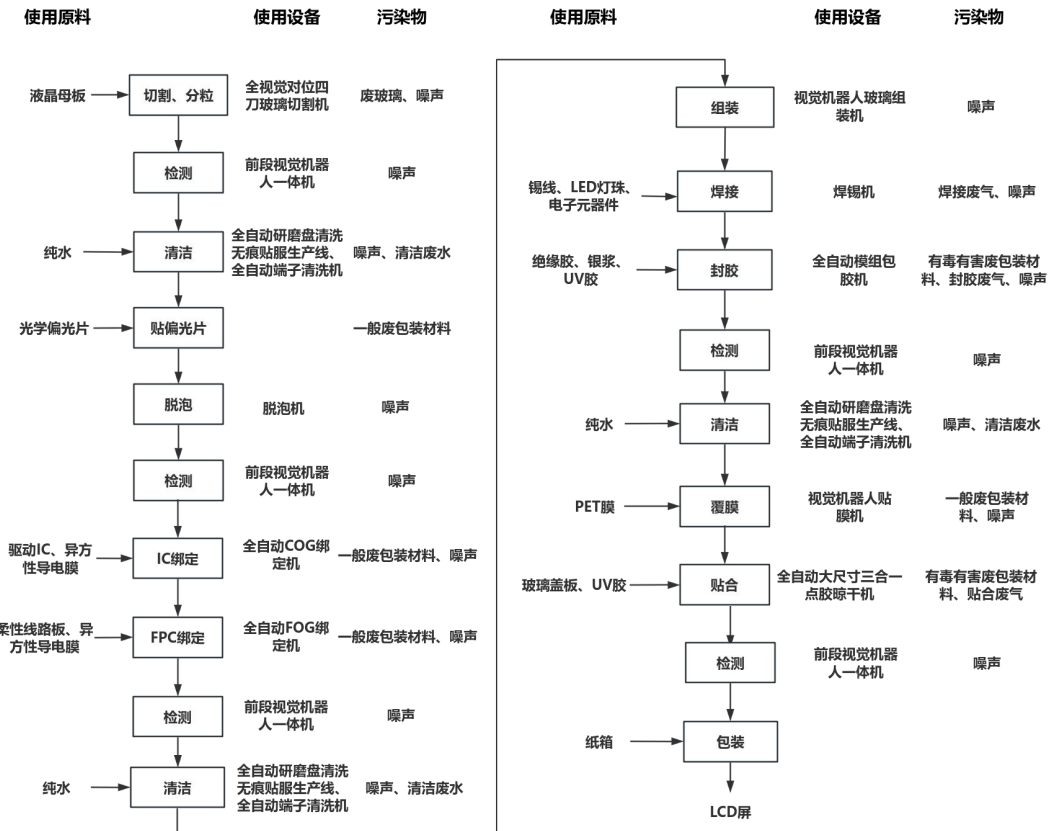 使用原料 使用设备 污染物
液晶母板 切割、分粒 全视觉对位四 废玻璃、噪声
刀玻璃切割机
检测 前段视觉机器 噪声
人一体机
纯水 清洁 全自动研磨盘清洗 噪声、清洁废水
无痕贴服生产线、
全自动端子清洗机
光学偏光片 贴偏光片 一般废包装材料
脱泡 脱泡机 噪声
检测 前段视觉机器 噪声
人一体机
驱动IC、异方 IC绑定 全自动COG绑 一般废包装材料、噪声
性导电膜 定机
柔性线路板、异 FPC绑定 全自动FOG绑 一般废包装材料、噪声
方性导电膜 定机
检测 前段视觉机器 噪声
人一体机
纯水 清洁 全自动研磨盘清洗 噪声、清洁废水
无痕贴服生产线、
全自动端子清洗机
使用原料 使用设备 污染物
组装 视觉机器人玻璃组 噪声
装机
锡线、LED灯珠、 焊接 焊锡机 焊接废气、噪声
电子元器件
绝缘胶、银浆、 封胶 全自动模组包 有毒有害废包装材
UV胶 胶机 料、封胶废气、噪声
检测 前段视觉机器 噪声
人一体机
纯水 清洁 全自动研磨盘清洗 噪声、清洁废水
无痕贴服生产线、
全自动端子清洗机
PET膜 覆膜 视觉机器人贴 一般废包装材
膜机 料、噪声
玻璃盖板、UV胶 贴合 全自动大尺寸三合一 有毒有害废包装材
点胶晾干机 料、贴合废气
检测 前段视觉机器 噪声
人一体机
纸箱 包装
LCD屏